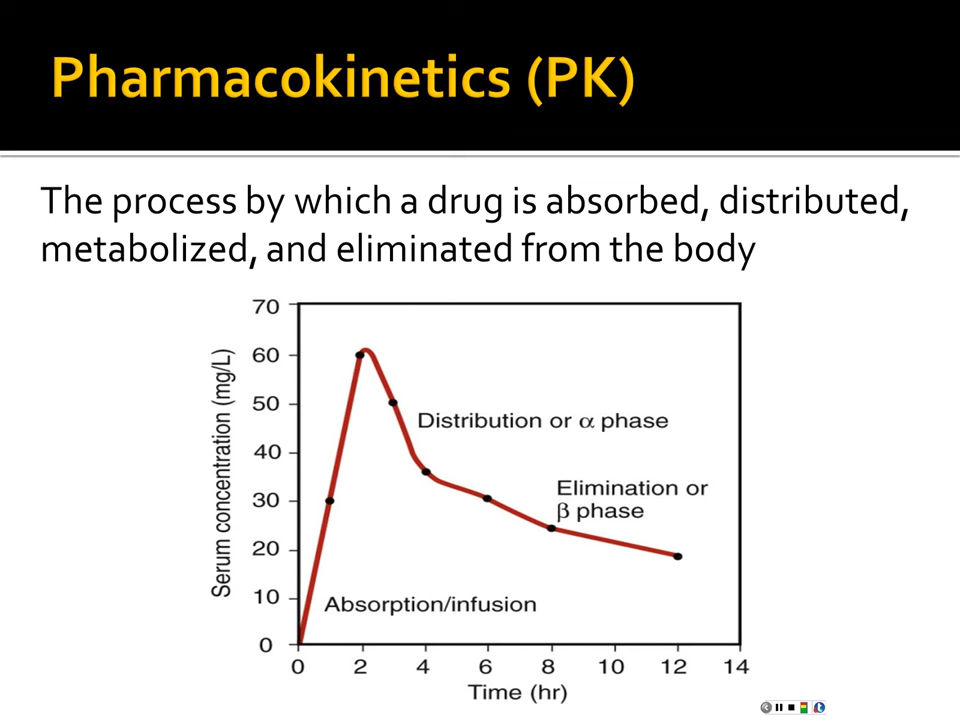 Pharmacokinetics (PK)
The process by which a drug is absorbed, distributed,
metabolized, and eliminated from the body
70
60
50
40
30
20
10
0
Serum concentration (mg/L)
Distribution or α phase
Elimination or
β phase
Absorption/infusion
0 2 4 6 8 10 12 14
Time (hr)